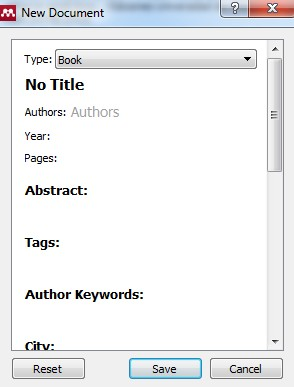 New Document
Type: Book
No Title
Authors: Authors
Year:
Pages:
Abstract:
Tags:
Author Keywords:
City:
Reset Save Cancel